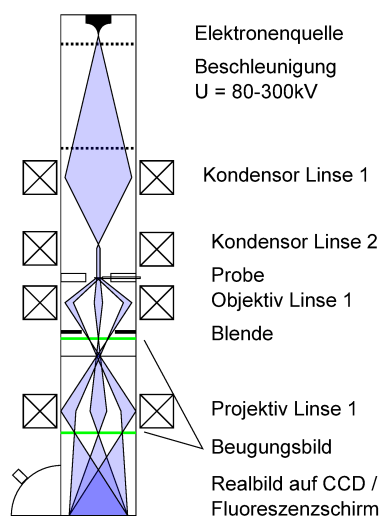 Elektronenquelle
Beschleunigung
U = 80-300kV
Kondensor Linse 1
Kondensor Linse 2
Probe
Objektiv Linse 1
Blende
Projektiv Linse 1
Beugungsbild
Realbild auf CCD /
Fluoreszenzschirm